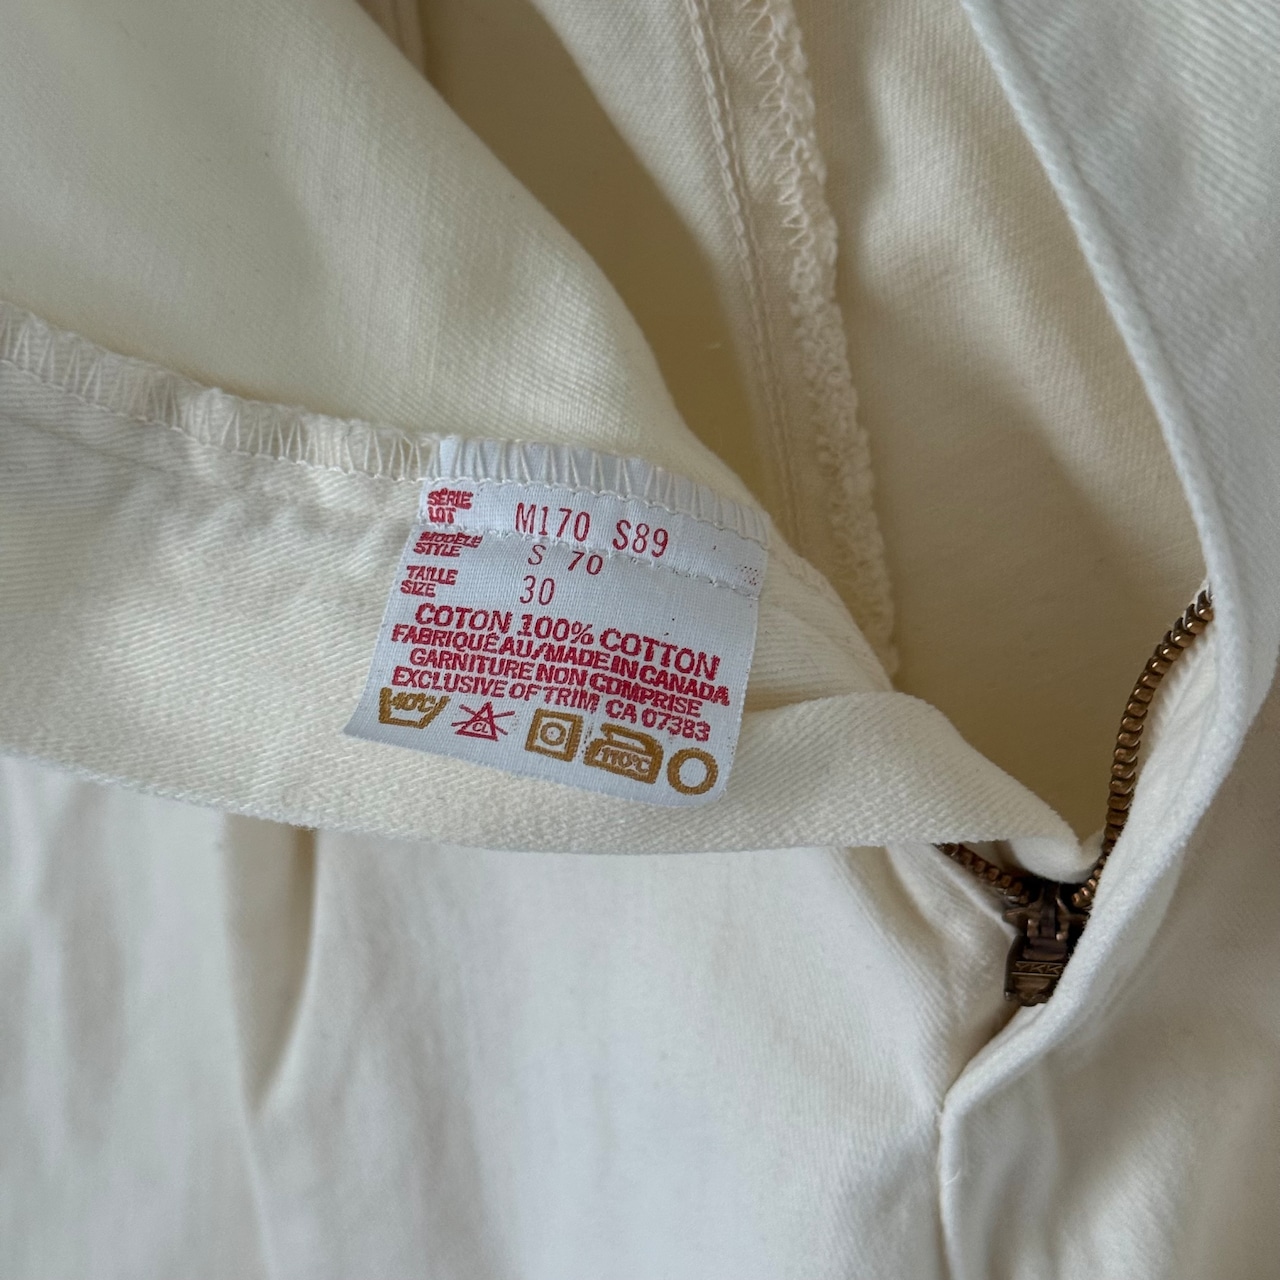 SÉRIE
LOT M170 S89
MODÈLE
STYLE S 70
TAILLE
SIZE 30
COTON 100% COTTON
FABRIQUÉ AU/MADE IN CANADA
GARNITURE NON COMPRISE
EXCLUSIVE OF TRIM CA 07383
40°C CL 110°C
YKK